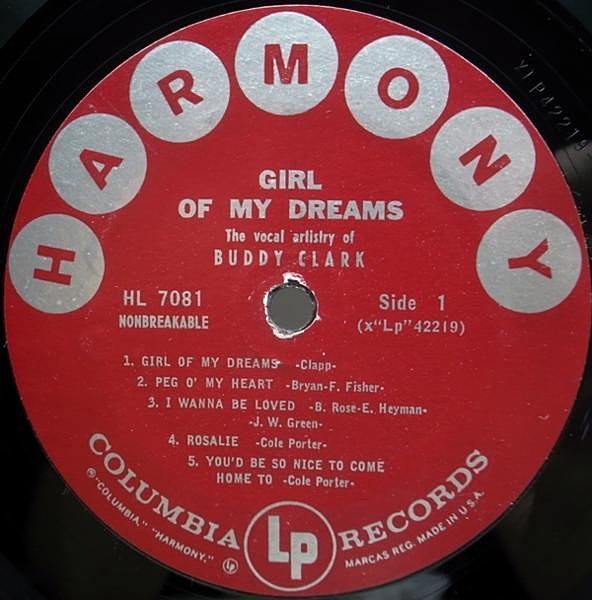 HARMONY
GIRL
OF MY DREAMS
The vocal artistry of
BUDDY CLARK
HL 7081
NONBREAKABLE
Side 1
(x"Lp"42219)
1. GIRL OF MY DREAMS -Clapp-
2. PEG O' MY HEART -Bryan-F. Fisher-
3. I WANNA BE LOVED -B. Rose-E. Heyman-
-J. W. Green-
4. ROSALIE -Cole Porter-
5. YOU'D BE SO NICE TO COME
HOME TO -Cole Porter-
COLUMBIA Lp RECORDS
® "COLUMBIA," "HARMONY," Lp
MARCAS REG. MADE IN U.S.A.
XLP42219